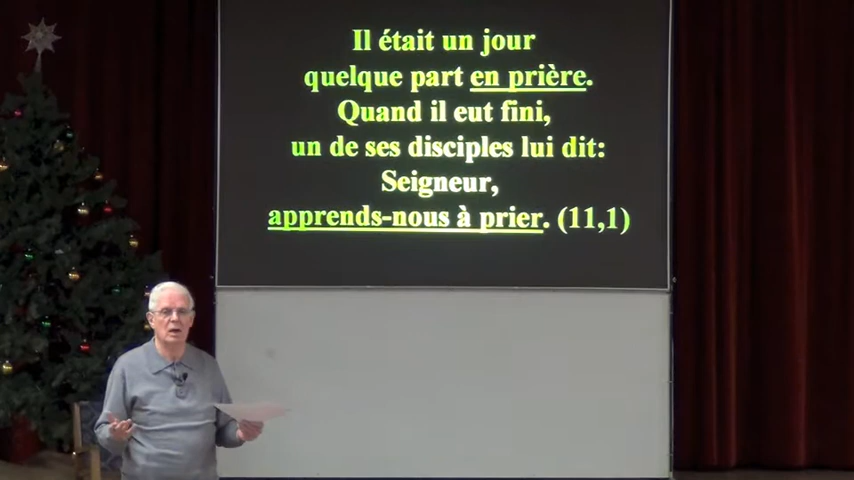 Il était un jour
quelque part en prière.
Quand il eut fini,
un de ses disciples lui dit:
Seigneur,
apprends-nous à prier. (11,1)